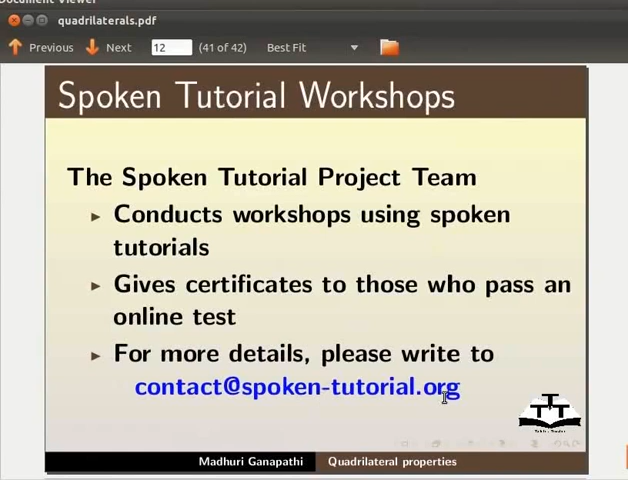 Document Viewer
quadrilaterals.pdf
Previous Next 12 (41 of 42) Best Fit
Spoken Tutorial Workshops
The Spoken Tutorial Project Team
Conducts workshops using spoken
tutorials
Gives certificates to those who pass an
online test
For more details, please write to
contact@spoken-tutorial.org
Madhuri Ganapathi Quadrilateral properties